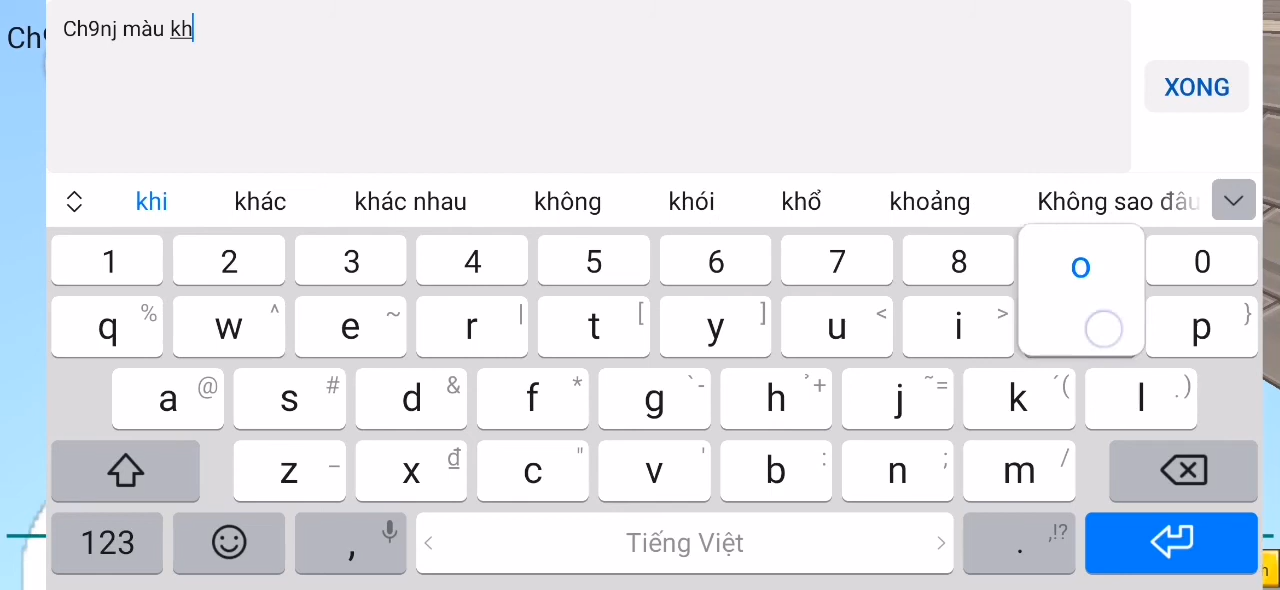 Ch9
Ch9nj màu kh
XONG
khi khác khác nhau không khói khổ khoảng Không sao đâu
1 2 3 4 5 6 7 8 0
q % w ^ e ~ r | t [ y ] u < i > o p }
a @ s # d & f * g ` - h ̉ + j ~ = k ´ ( l . )
z _ x ₫ c " v ' b : n ; m /
123 , < Tiếng Việt > . ,!?
n